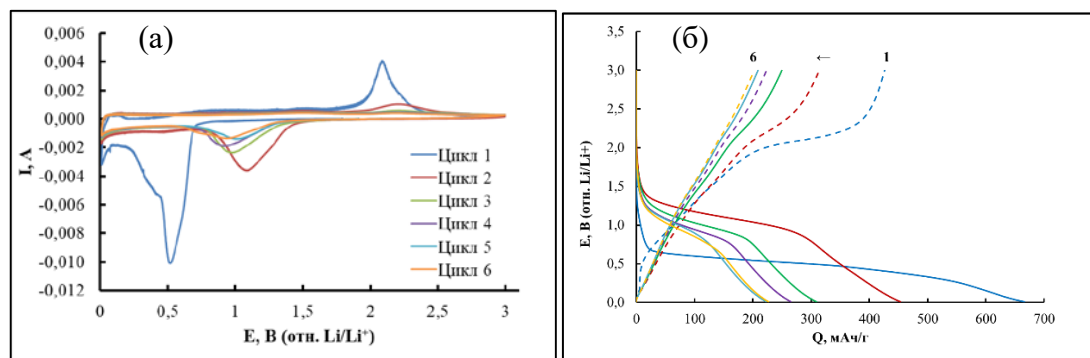 (а)
0,006
0,004
0,002
0,000
-0,002
-0,004
-0,006
-0,008
-0,010
-0,012
I, А
0
0,5
1
1,5
2
2,5
3
E, В (отн. Li/Li⁺)
Цикл 1
Цикл 2
Цикл 3
Цикл 4
Цикл 5
Цикл 6
(б)
3,5
3,0
2,5
2,0
1,5
1,0
0,5
0,0
E, В (отн. Li/Li+)
6 ← 1
0 100 200 300 400 500 600 700
Q, мАч/г